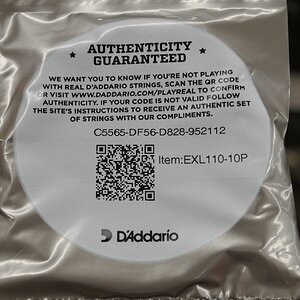 AUTHENTICITY
GUARANTEED
WE WANT YOU TO KNOW IF YOU'RE NOT PLAYING
WITH REAL D'ADDARIO STRINGS, SCAN THE QR CODE
OR VISIT WWW.DADDARIO.COM/PLAYREAL TO CONFIRM
AUTHENTICITY. IF YOUR CODE IS NOT VALID FOLLOW
THE SITE'S INSTRUCTIONS TO RECEIVE AN AUTHENTIC SET
OF STRINGS WITH OUR COMPLIMENTS.
C5565-DF56-D828-952112
Item:EXL110-10P
D'Addario